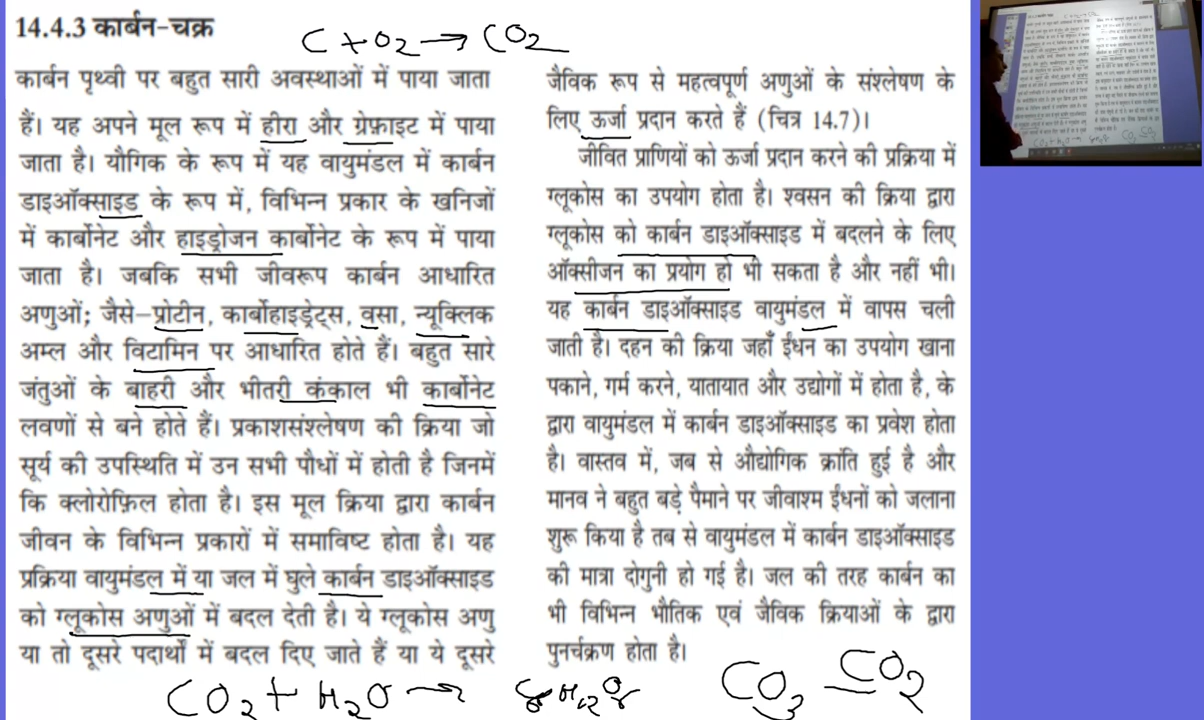 14.4.3 कार्बन-चक्र
C + O2 → CO2
कार्बन पृथ्वी पर बहुत सारी अवस्थाओं में पाया जाता
हैं। यह अपने मूल रूप में हीरा और ग्रेफ़ाइट में पाया
जाता है। यौगिक के रूप में यह वायुमंडल में कार्बन
डाइऑक्साइड के रूप में, विभिन्न प्रकार के खनिजों
में कार्बोनेट और हाइड्रोजन कार्बोनेट के रूप में पाया
जाता है। जबकि सभी जीवरूप कार्बन आधारित
अणुओं; जैसे-प्रोटीन, कार्बोहाइड्रेट्स, वसा, न्यूक्लिक
अम्ल और विटामिन पर आधारित होते हैं। बहुत सारे
जंतुओं के बाहरी और भीतरी कंकाल भी कार्बोनेट
लवणों से बने होते हैं। प्रकाशसंश्लेषण की क्रिया जो
सूर्य की उपस्थिति में उन सभी पौधों में होती है जिनमें
कि क्लोरोफ़िल होता है। इस मूल क्रिया द्वारा कार्बन
जीवन के विभिन्न प्रकारों में समाविष्ट होता है। यह
प्रक्रिया वायुमंडल में या जल में घुले कार्बन डाइऑक्साइड
को ग्लूकोस अणुओं में बदल देती है। ये ग्लूकोस अणु
या तो दूसरे पदार्थों में बदल दिए जाते हैं या ये दूसरे
जैविक रूप से महत्वपूर्ण अणुओं के संश्लेषण के
लिए ऊर्जा प्रदान करते हैं (चित्र 14.7)।
जीवित प्राणियों को ऊर्जा प्रदान करने की प्रक्रिया में
ग्लूकोस का उपयोग होता है। श्वसन की क्रिया द्वारा
ग्लूकोस को कार्बन डाइऑक्साइड में बदलने के लिए
ऑक्सीजन का प्रयोग हो भी सकता है और नहीं भी।
यह कार्बन डाइऑक्साइड वायुमंडल में वापस चली
जाती है। दहन की क्रिया जहाँ ईंधन का उपयोग खाना
पकाने, गर्म करने, यातायात और उद्योगों में होता है, के
द्वारा वायुमंडल में कार्बन डाइऑक्साइड का प्रवेश होता
है। वास्तव में, जब से औद्योगिक क्रांति हुई है और
मानव ने बहुत बड़े पैमाने पर जीवाश्म ईंधनों को जलाना
शुरू किया है तब से वायुमंडल में कार्बन डाइऑक्साइड
की मात्रा दोगुनी हो गई है। जल की तरह कार्बन का
भी विभिन्न भौतिक एवं जैविक क्रियाओं के द्वारा
पुनर्चक्रण होता है।
CO2 + H2O →
CO3 CO2